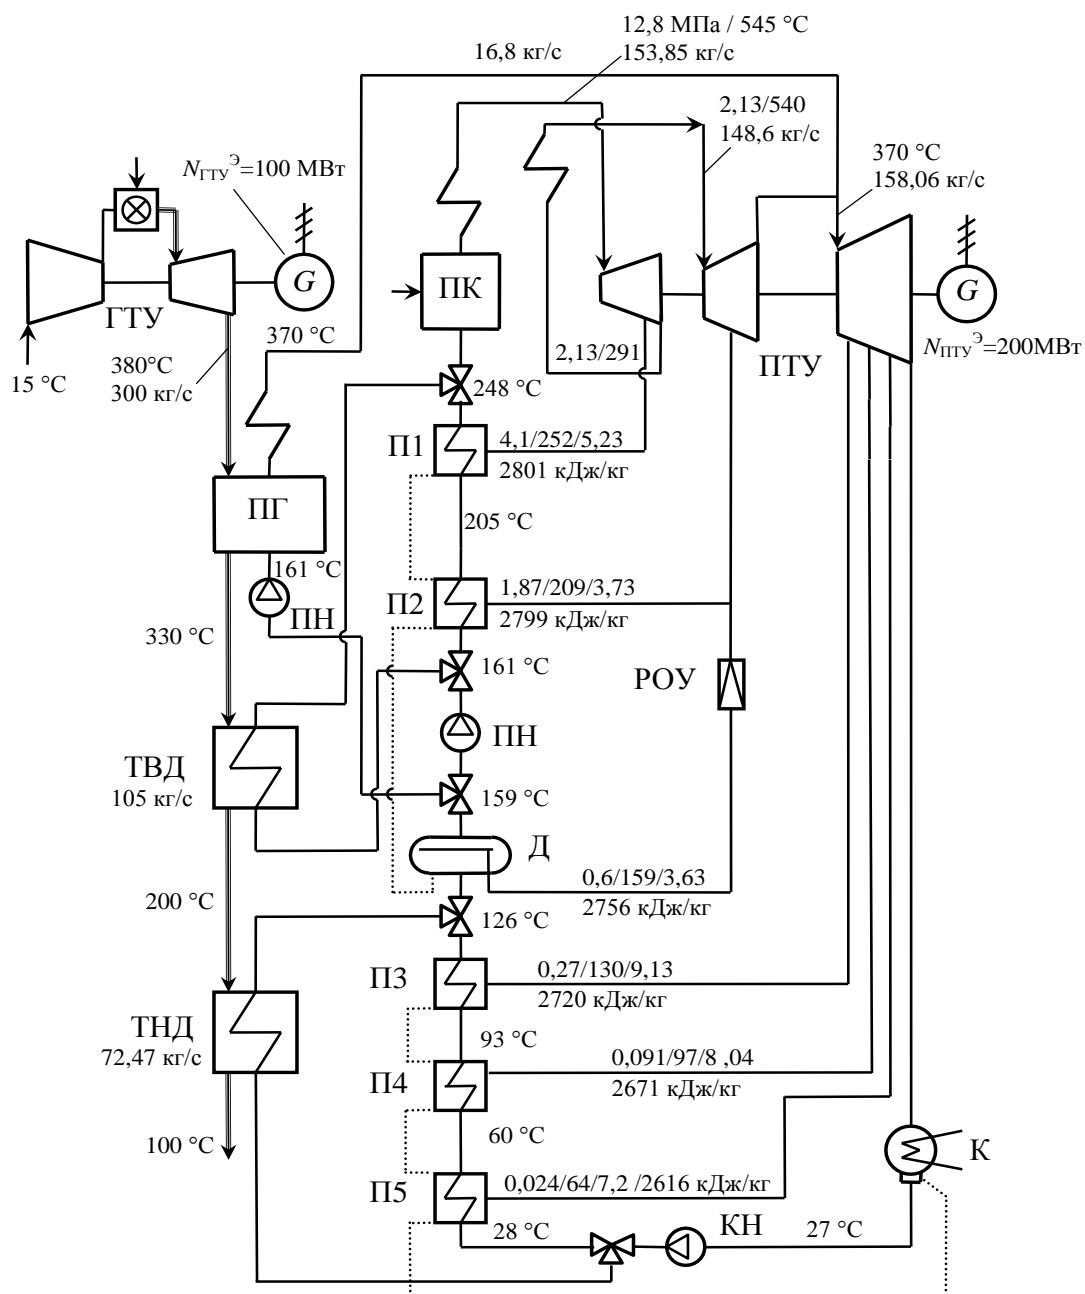 12,8 МПа / 545 °C
16,8 кг/с
153,85 кг/с
2,13/540
148,6 кг/с
370 °C
158,06 кг/с
NГТУЭ=100 МВт
G
ПК
G
ГТУ
15 °C
380°C
300 кг/с
370 °C
2,13/291
ПТУ
NПТУЭ=200МВт
248 °C
П1
4,1/252/5,23
2801 кДж/кг
ПГ
205 °C
161 °C
ПН
П2
1,87/209/3,73
2799 кДж/кг
330 °C
161 °C
РОУ
ПН
ТВД
105 кг/с
159 °C
Д
0,6/159/3,63
2756 кДж/кг
200 °C
126 °C
П3
0,27/130/9,13
2720 кДж/кг
ТНД
72,47 кг/с
93 °C
П4
0,091/97/8 ,04
2671 кДж/кг
100 °C
60 °C
К
П5
0,024/64/7,2 /2616 кДж/кг
28 °C
КН
27 °C